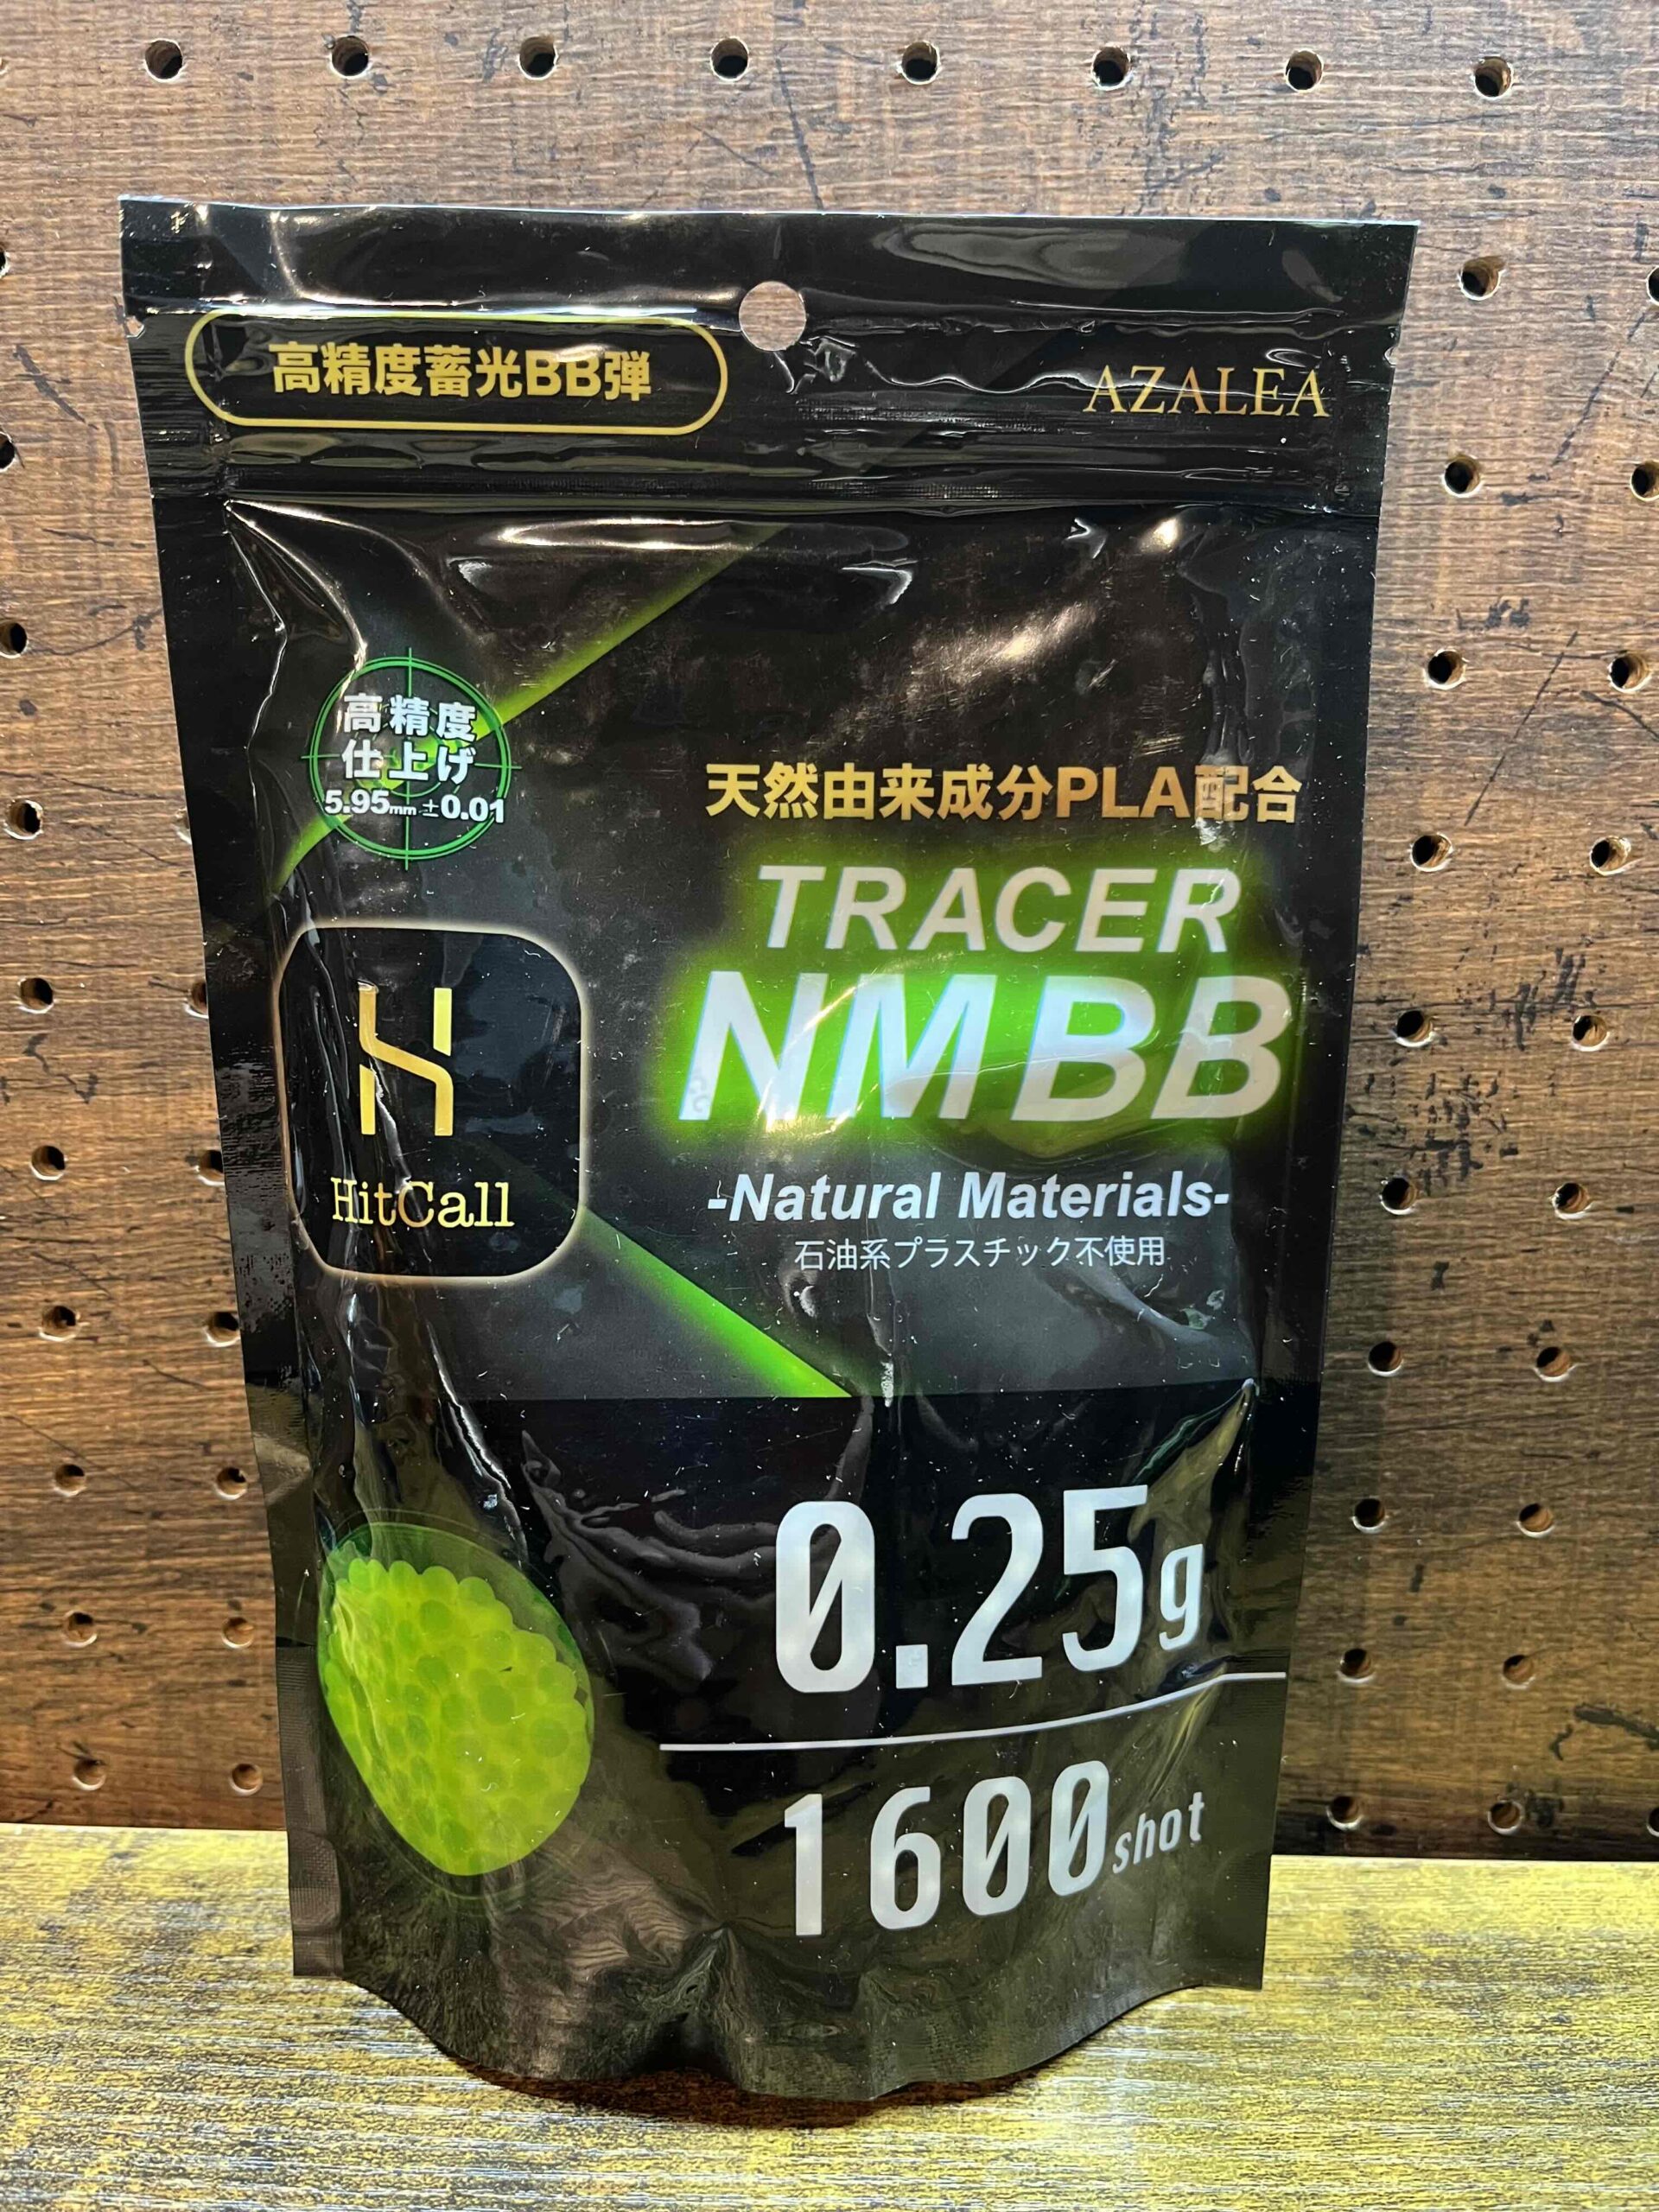 高精度蓄光BB弾
AZALEA
高精度
仕上げ
5.95mm ±0.01
天然由来成分PLA配合
TRACER
NMBB
-Natural Materials-
石油系プラスチック不使用
HitCall
0.25g
1600shot